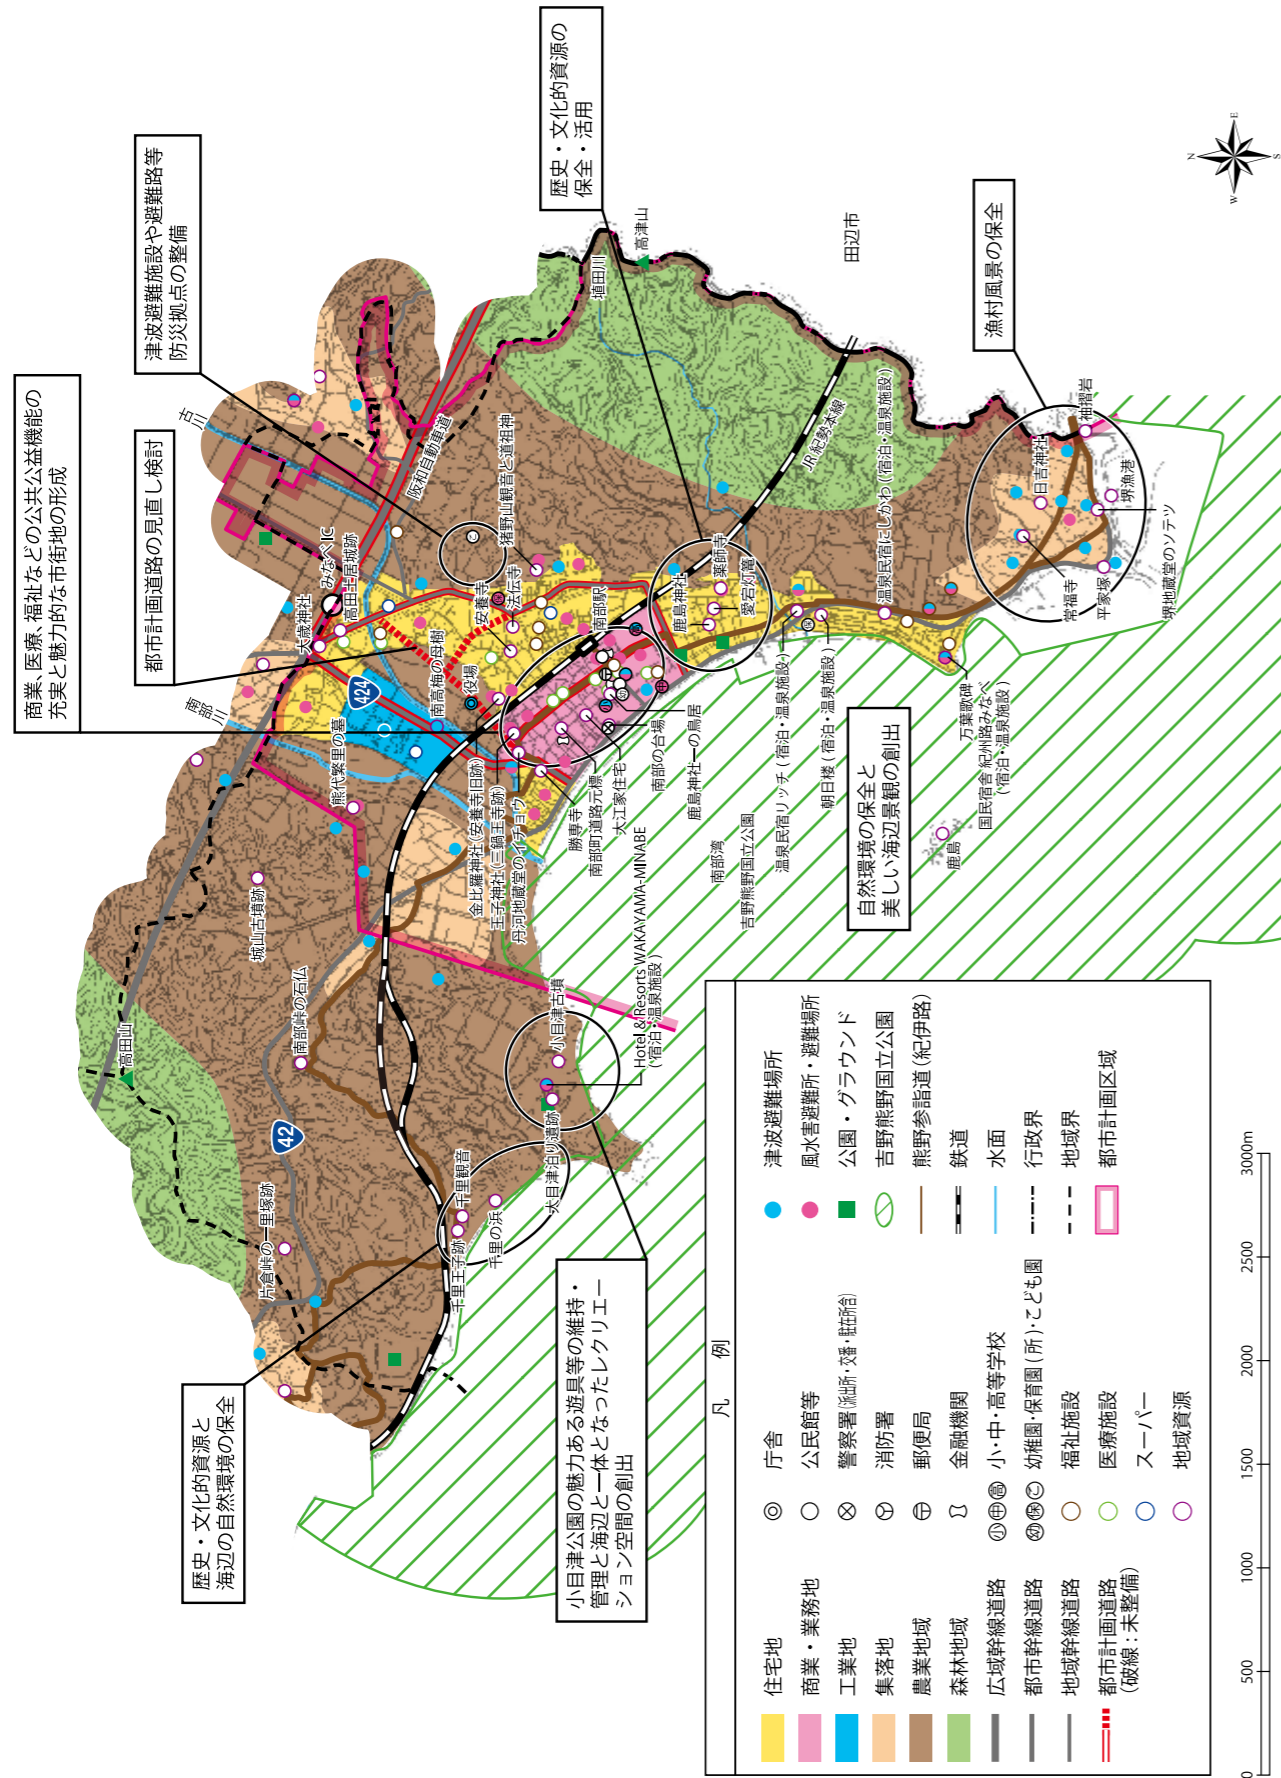 商業、医療、福祉などの公共公益機能の
充実と魅力的な市街地の形成
都市計画道路の見直し検討
津波避難施設や避難路等
防災拠点の整備
歴史・文化的資源の
保全・活用
漁村風景の保全
自然環境の保全と
美しい海辺景観の創出
小目津公園の魅力ある遊具等の維持・
管理と海辺と一体となったレクリエー
ション空間の創出
歴史・文化的資源と
海辺の自然環境の保全
N
E
S
W
高田山
42
片倉峠の一里塚跡
南部峠の石仏
城山古墳跡
熊代繁里の墓
南部川
424
大歳神社
みなべIC
高田土居城跡
古川
阪和自動車道
南高梅の母樹
役場
安養寺
法伝寺
猪野山観音と道祖神
南部駅
埴田川
高津山
田辺市
JR紀勢本線
金比羅神社(安養寺旧跡)
王子神社(三鍋王寺跡)
丹河地蔵堂のイチョウ
勝専寺
南部町道路元標
大江家住宅
南部の台場
鹿島神社一の鳥居
鹿島神社
薬師寺
愛宕灯篭
南部湾
吉野熊野国立公園
温泉民宿リッチ(宿泊・温泉施設)
朝日楼(宿泊・温泉施設)
温泉民宿にしかわ(宿泊・温泉施設)
万葉歌碑
国民宿舎 紀州路みなべ
(宿泊・温泉施設)
鹿島
日吉神社
袖摺岩
常福寺
平家塚
堺漁港
堺地蔵堂のソテツ
千里観音
千里王子跡
千里の浜
大目津泊り遺跡
小目津古墳
Hotel &Resorts WAKAYAMA-MINABE
(宿泊・温泉施設)
凡 例
住宅地
商業・業務地
工業地
集落地
農業地域
森林地域
広域幹線道路
都市幹線道路
地域幹線道路
都市計画道路
(破線:未整備)
庁舎
公民館等
警察署(派出所・交番・駐在所含)
消防署
郵便局
金融機関
小中高 小・中・高等学校
幼保こ 幼稚園・保育園(所)・こども園
福祉施設
医療施設
スーパー
地域資源
津波避難場所
風水害避難所・避難場所
公園・グラウンド
吉野熊野国立公園
熊野参詣道(紀伊路)
鉄道
水面
行政界
地域界
都市計画区域
0 500 1000 1500 2000 2500 3000m